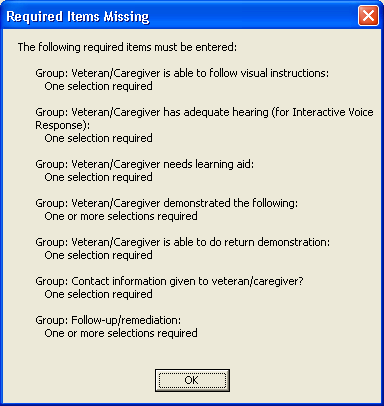 Required Items Missing
The following required items must be entered:
Group: Veteran/Caregiver is able to follow visual instructions:
One selection required
Group: Veteran/Caregiver has adequate hearing (for Interactive Voice
Response):
One selection required
Group: Veteran/Caregiver needs learning aid:
One selection required
Group: Veteran/Caregiver demonstrated the following:
One or more selections required
Group: Veteran/Caregiver is able to do return demonstration:
One selection required
Group: Contact information given to veteran/caregiver?
One selection required
Group: Follow-up/remediation:
One or more selections required
OK